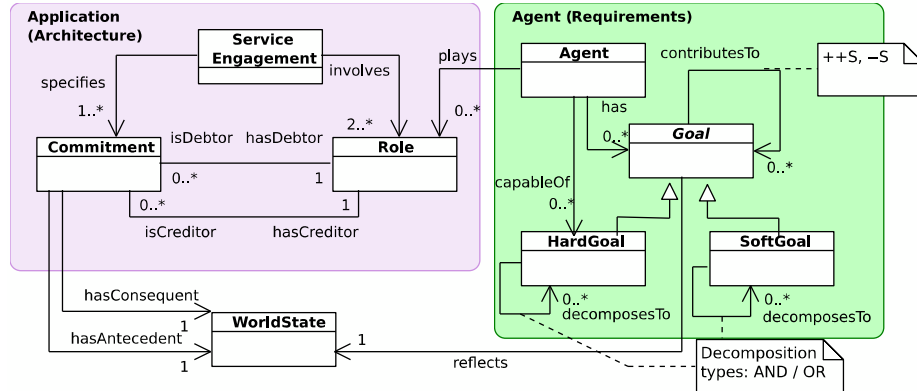 Application
(Architecture)
Service
Engagement
specifies
involves
1..*
2..*
Commitment
isDebtor
hasDebtor
Role
0..*
1
0..*
1
isCreditor
hasCreditor
Agent (Requirements)
plays
0..*
Agent
contributesTo
++S, −S
has
0..*
Goal
0..*
capableOf
0..*
HardGoal
SoftGoal
0..*
decomposesTo
0..*
decomposesTo
hasConsequent
1
hasAntecedent
1
WorldState
1
reflects
Decomposition
types: AND / OR